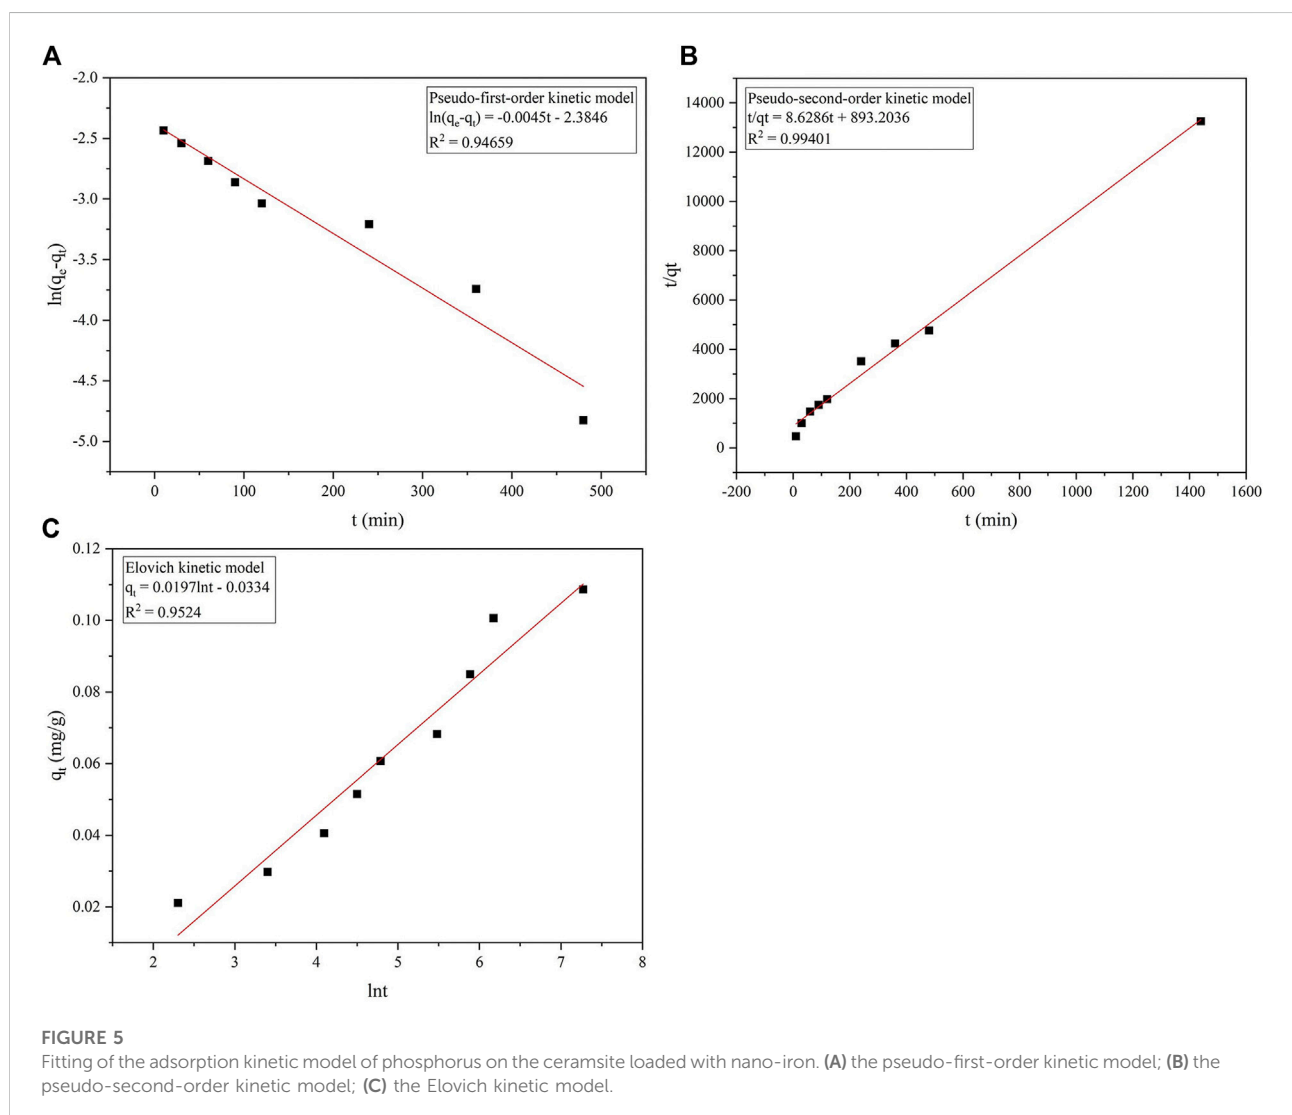 A
-2.0
-2.5
-3.0
-3.5
-4.0
-4.5
-5.0
ln(qe-qt)
Pseudo-first-order kinetic model
ln(qe-qt) = -0.0045t - 2.3846
R2 = 0.94659
0 100 200 300 400 500
t (min)
B
14000
12000
10000
8000
6000
4000
2000
0
t/qt
Pseudo-second-order kinetic model
t/qt = 8.6286t + 893.2036
R2 = 0.99401
-200 0 200 400 600 800 1000 1200 1400 1600
t (min)
C
0.12
0.10
0.08
0.06
0.04
0.02
qt (mg/g)
Elovich kinetic model
qt = 0.0197lnt - 0.0334
R2 = 0.9524
2 3 4 5 6 7 8
lnt
FIGURE 5
Fitting of the adsorption kinetic model of phosphorus on the ceramsite loaded with nano-iron. (A) the pseudo-first-order kinetic model; (B) the
pseudo-second-order kinetic model; (C) the Elovich kinetic model.